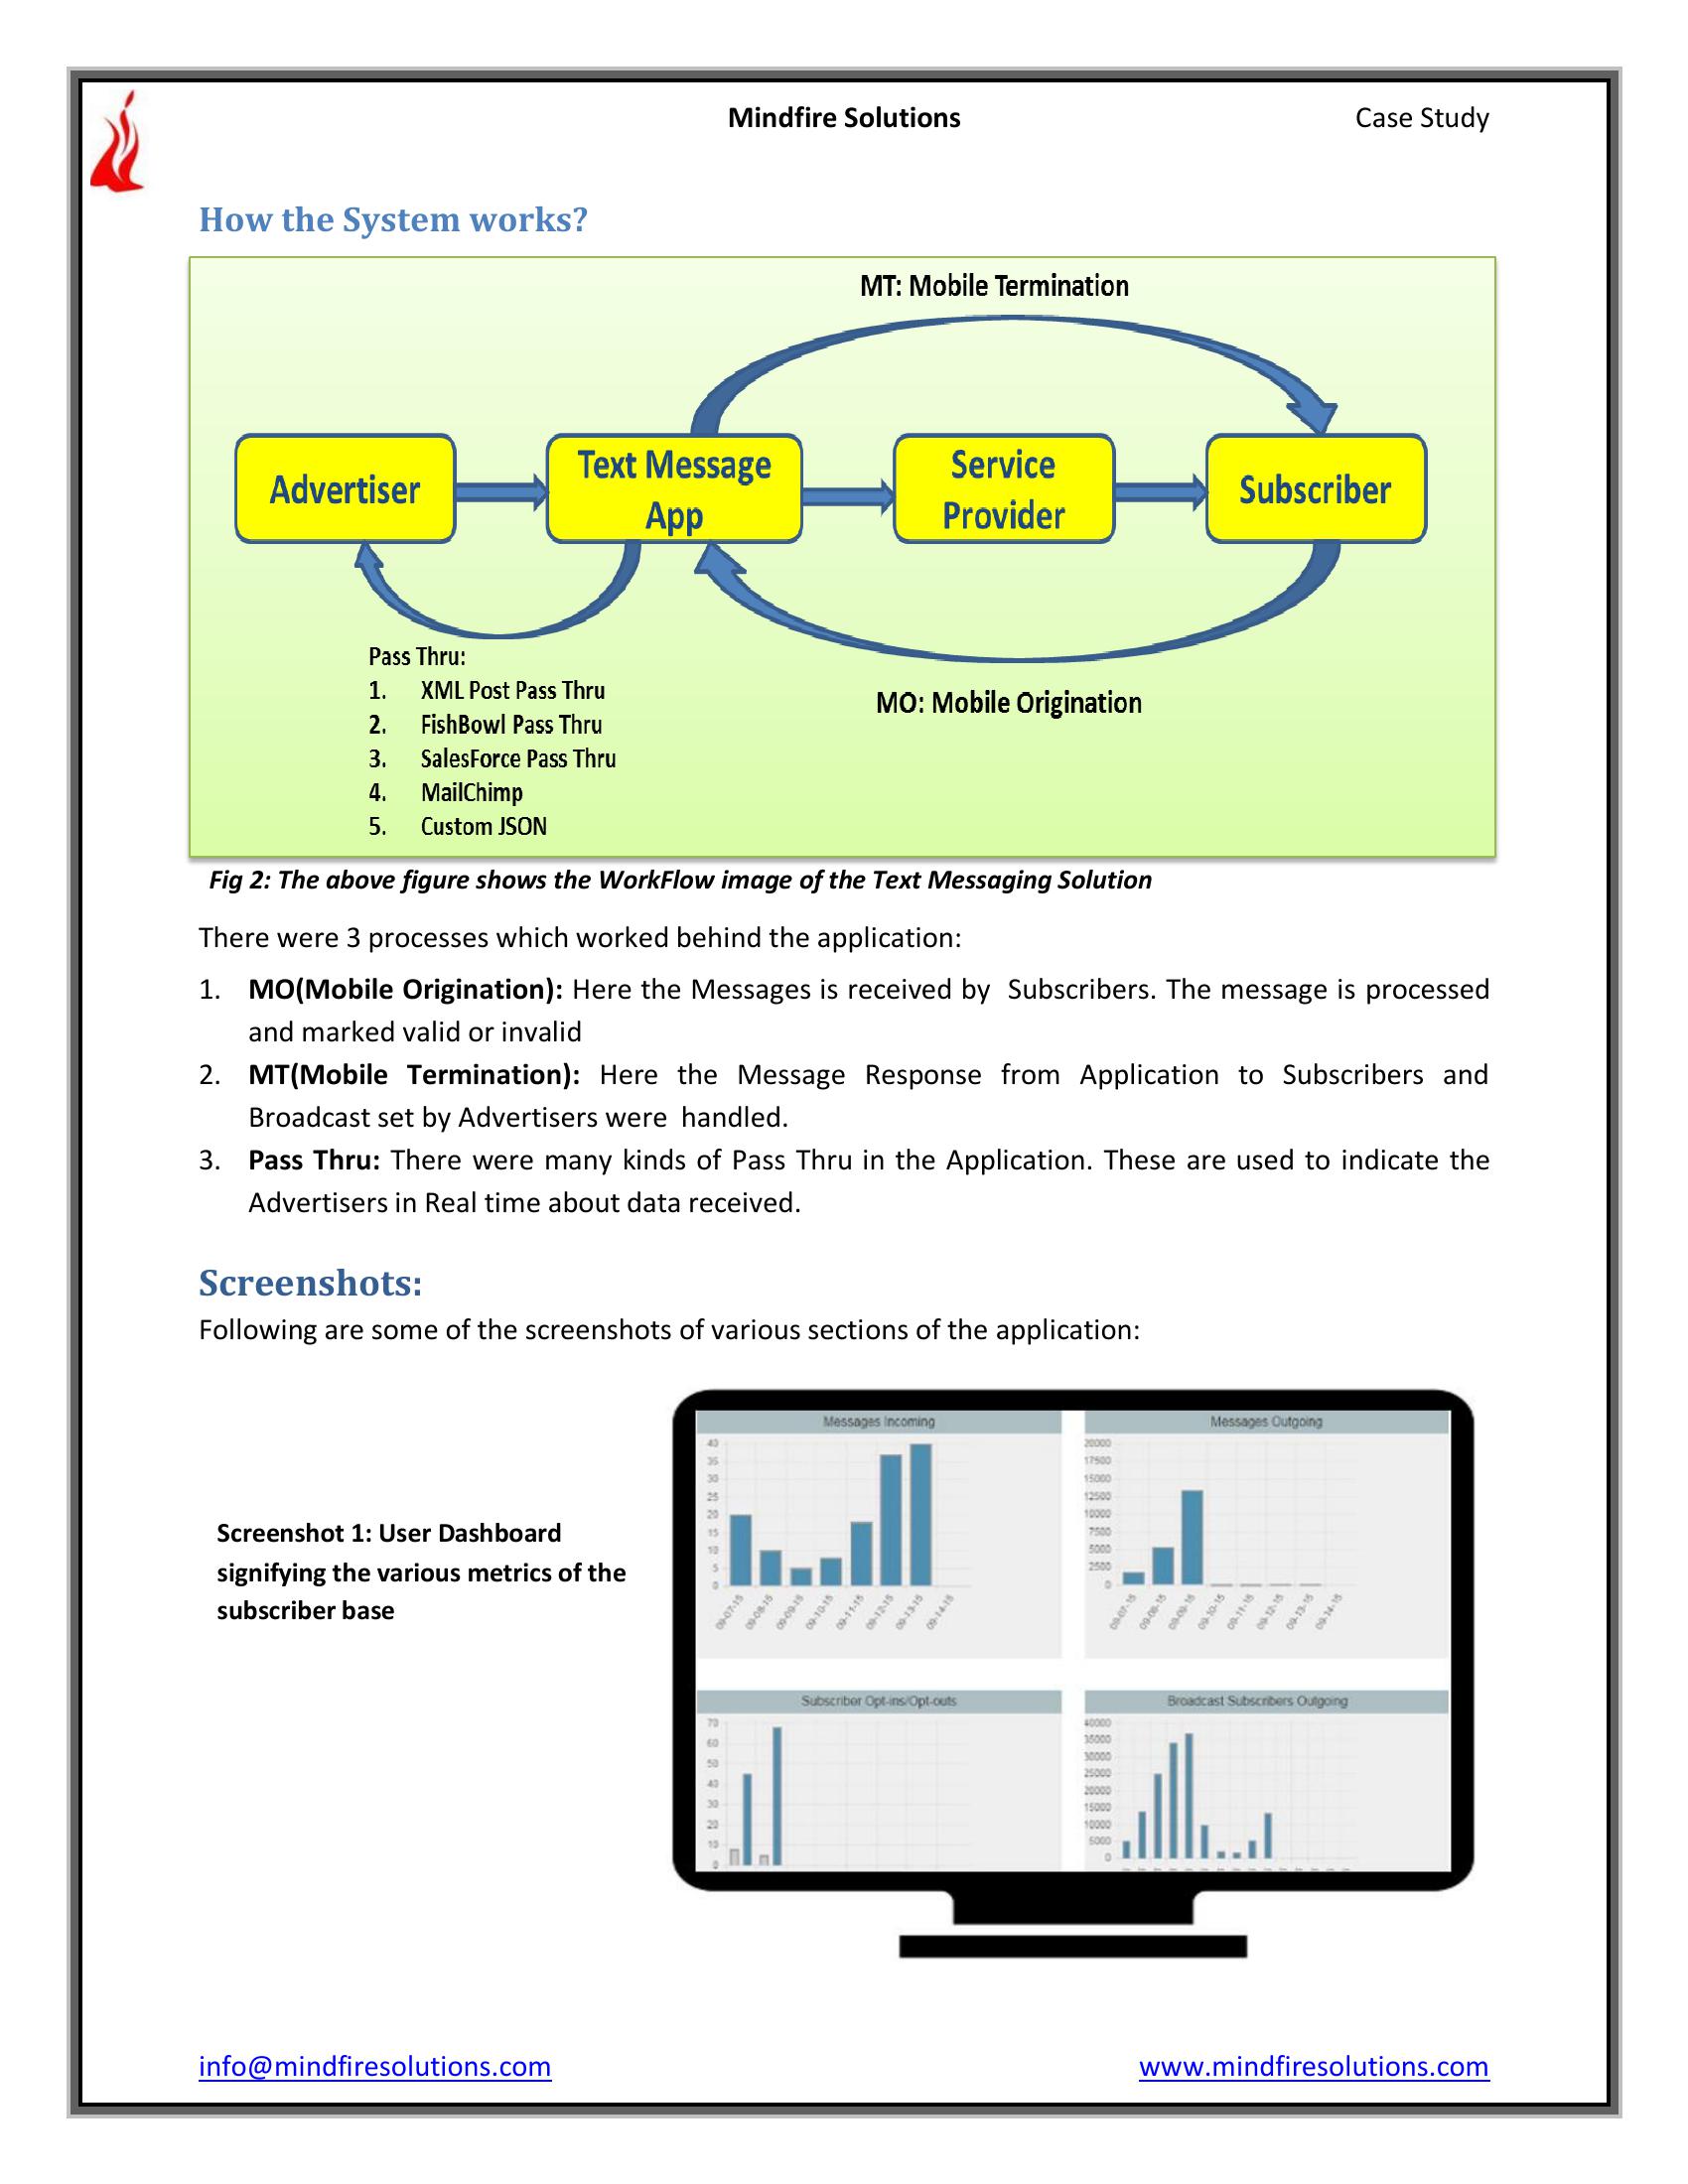 Mindfire Solutions
Case Study
How the System works?
MT: Mobile Termination
Advertiser
Text Message
App
Service
Provider
Subscriber
Pass Thru:
1. XML Post Pass Thru
2. FishBowl Pass Thru
3. SalesForce Pass Thru
4. MailChimp
5. Custom JSON
MO: Mobile Origination
Fig 2: The above figure shows the WorkFlow image of the Text Messaging Solution
There were 3 processes which worked behind the application:
1. MO(Mobile Origination): Here the Messages is received by Subscribers. The message is processed
and marked valid or invalid
2. MT(Mobile Termination): Here the Message Response from Application to Subscribers and
Broadcast set by Advertisers were handled.
3. Pass Thru: There were many kinds of Pass Thru in the Application. These are used to indicate the
Advertisers in Real time about data received.
Screenshots:
Following are some of the screenshots of various sections of the application:
Screenshot 1: User Dashboard
signifying the various metrics of the
subscriber base
Messages Incoming
40
35
30
25
20
15
10
5
0
09-07-15
09-08-15
09-09-15
09-10-15
09-11-15
09-12-15
09-13-15
09-14-15
Messages Outgoing
20000
17500
15000
12500
10000
7500
5000
2500
0
09-07-15
09-08-15
09-09-15
09-10-15
09-11-15
09-12-15
09-13-15
09-14-15
Subscriber Opt-ins/Opt-outs
70
60
50
40
30
20
10
0
Broadcast Subscribers Outgoing
40000
35000
30000
25000
20000
15000
10000
5000
0
info@mindfiresolutions.com
www.mindfiresolutions.com